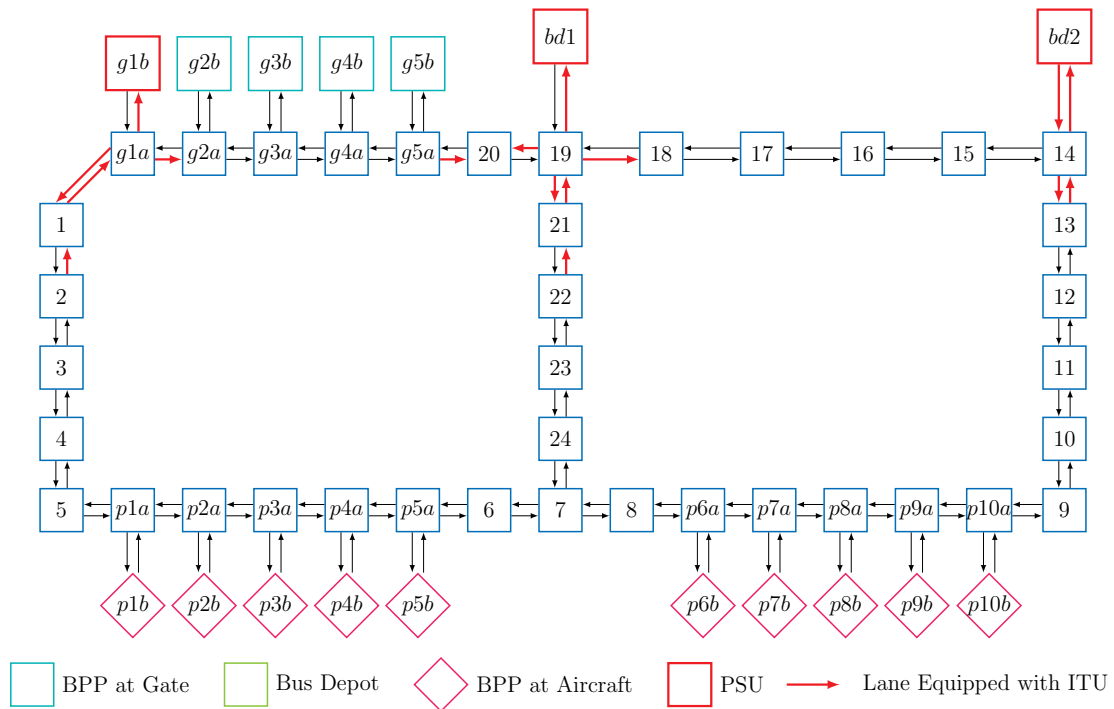 g1b g2b g3b g4b g5b bd1 bd2
g1a g2a g3a g4a g5a 20 19 18 17 16 15 14
1 21 13
2 22 12
3 23 11
4 24 10
5 p1a p2a p3a p4a p5a 6 7 8 p6a p7a p8a p9a p10a 9
p1b p2b p3b p4b p5b p6b p7b p8b p9b p10b
BPP at Gate Bus Depot BPP at Aircraft PSU Lane Equipped with ITU